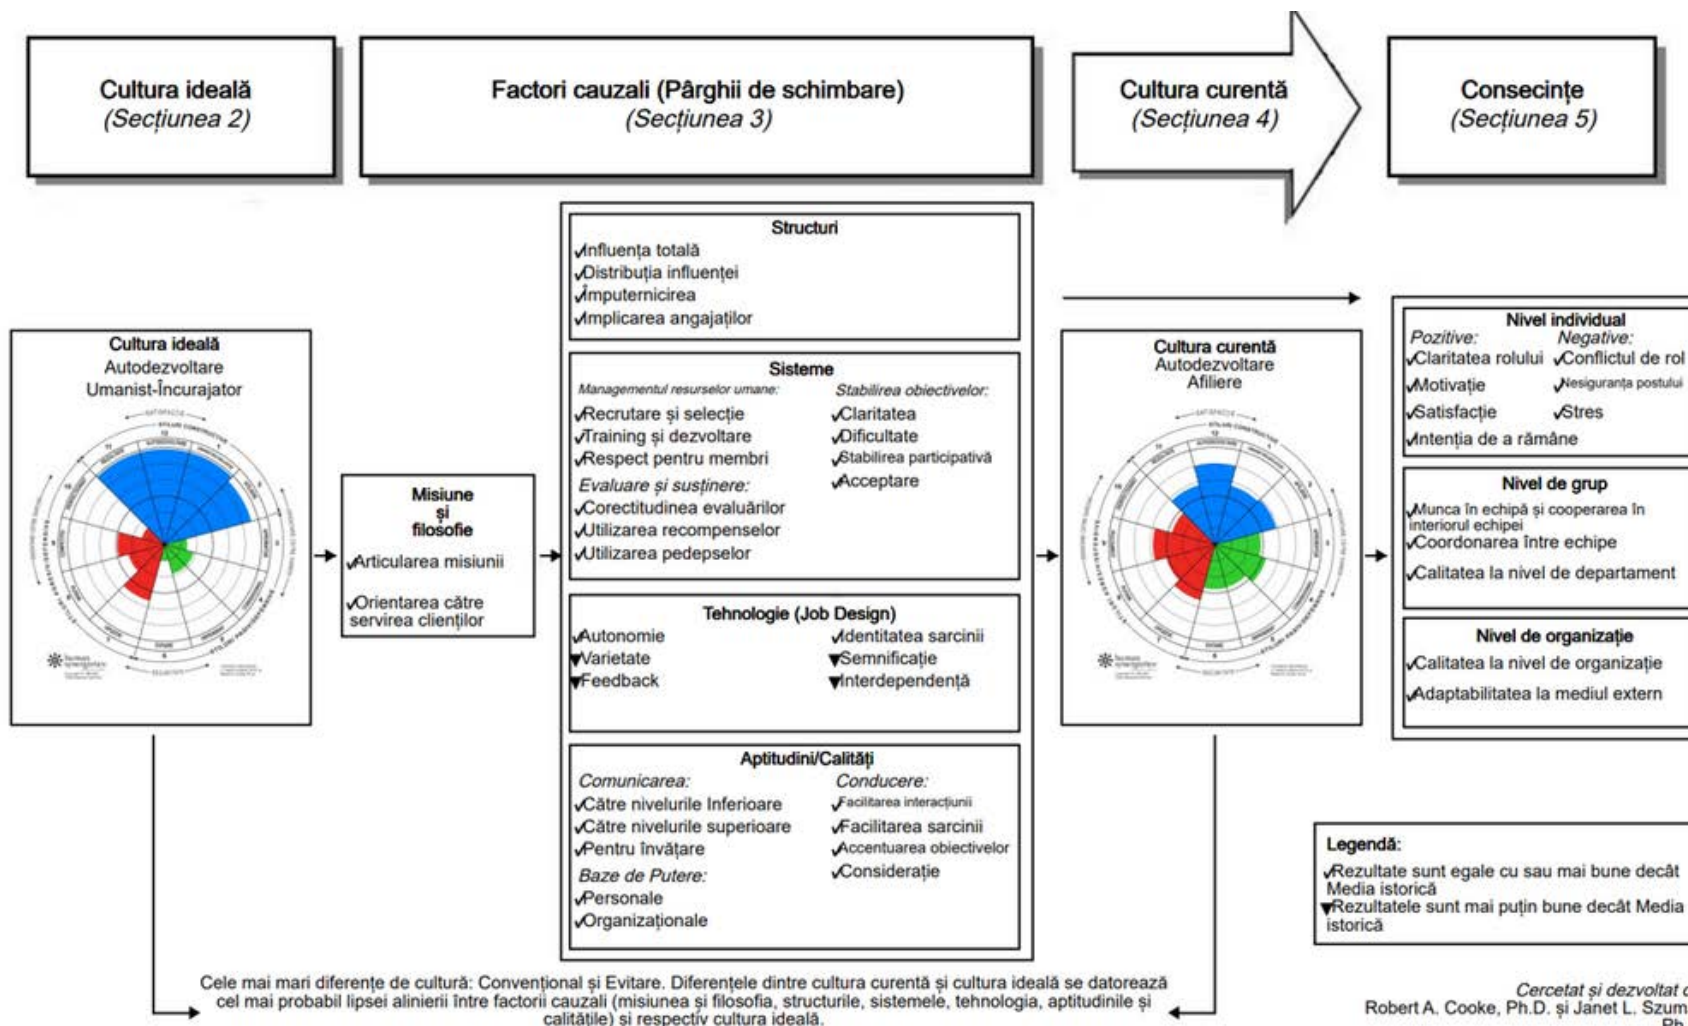 Cultura ideală
(Secțiunea 2)
Factori cauzali (Pârghii de schimbare)
(Secțiunea 3)
Cultura curentă
(Secțiunea 4)
Consecințe
(Secțiunea 5)
Cultura ideală
Autodezvoltare
Umanist-Încurajator
Misiune
și
filosofie
✓Articularea misiunii
✓Orientarea către
servirea clienților
Structuri
✓Influența totală
✓Distribuția influenței
✓Împuternicirea
✓Implicarea angajaților
Sisteme
Managementul resurselor umane:
✓Recrutare și selecție
✓Training și dezvoltare
✓Respect pentru membri
Evaluare și susținere:
✓Corectitudinea evaluărilor
✓Utilizarea recompenselor
✓Utilizarea pedepselor
Stabilirea obiectivelor:
✓Claritatea
✓Dificultate
✓Stabilirea participativă
✓Acceptare
Tehnologie (Job Design)
✓Autonomie
▼Varietate
▼Feedback
✓Identitatea sarcinii
▼Semnificație
▼Interdependență
Aptitudini/Calități
Comunicarea:
✓Către nivelurile Inferioare
✓Către nivelurile superioare
✓Pentru învățare
Baze de Putere:
✓Personale
✓Organizaționale
Conducere:
✓Facilitarea interacțiunii
✓Facilitarea sarcinii
✓Accentuarea obiectivelor
✓Considerație
Cultura curentă
Autodezvoltare
Afiliere
Nivel individual
Pozitive:
✓Claritatea rolului
✓Motivație
✓Satisfacție
✓Intenția de a rămâne
Negative:
✓Conflictul de rol
✓Nesiguranța postului
✓Stres
Nivel de grup
✓Munca în echipă și cooperarea în
interiorul echipei
✓Coordonarea între echipe
✓Calitatea la nivel de departament
Nivel de organizație
✓Calitatea la nivel de organizație
✓Adaptabilitatea la mediul extern
Legendă:
✓Rezultate sunt egale cu sau mai bune decât
Media istorică
▼Rezultatele sunt mai puțin bune decât Media
istorică
Cele mai mari diferențe de cultură: Convențional și Evitare. Diferențele dintre cultura curentă și cultura ideală se datorează
cel mai probabil lipsei alinierii între factorii cauzali (misiunea și filosofia, structurile, sistemele, tehnologia, aptitudinile și
calitățile) și respectiv cultura ideală.
Cercetat și dezvoltat
Robert A. Cooke, Ph.D. și Janet L.